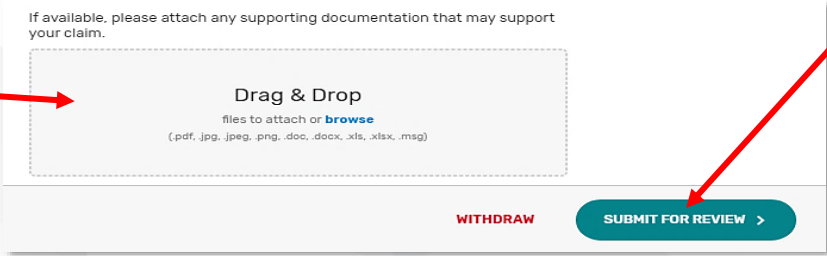 If available, please attach any supporting documentation that may support
your claim.
Drag & Drop
files to attach or browse
(.pdf, .jpg, .jpeg, .png, .doc, .docx, .xls, .xlsx, .msg)
WITHDRAW
SUBMIT FOR REVIEW >